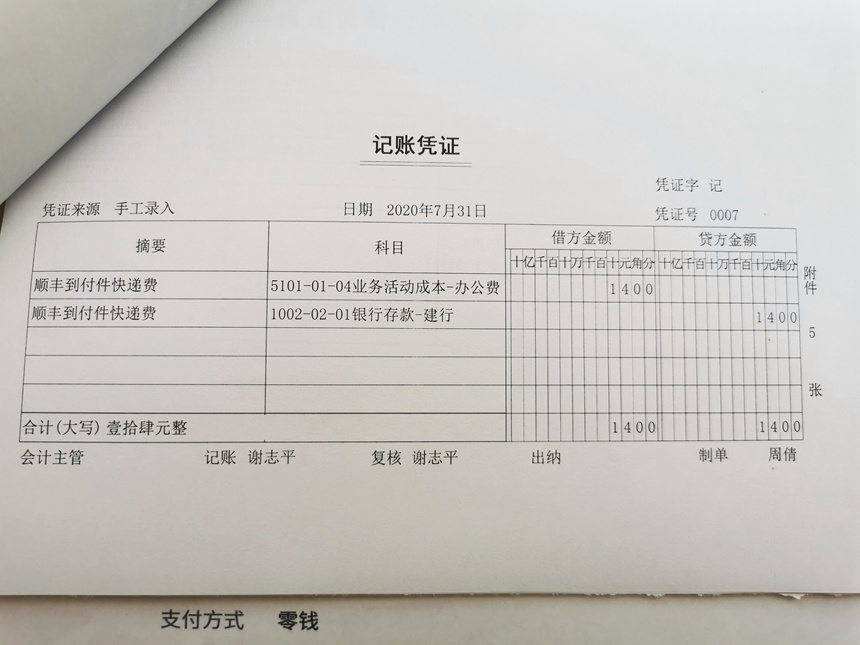 记账凭证
凭证字 记
凭证来源 手工录入 日期 2020年7月31日 凭证号 0007
摘要 科目 借方金额 贷方金额
十亿千百十万千百十元角分 十亿千百十万千百十元角分
顺丰到付件快递费 5101-01-04业务活动成本-办公费 1400
顺丰到付件快递费 1002-02-01银行存款-建行 1400
合计(大写) 壹拾肆元整 1400 1400
附件 5 张
会计主管 记账 谢志平 复核 谢志平 出纳 制单 周倩
支付方式 零钱